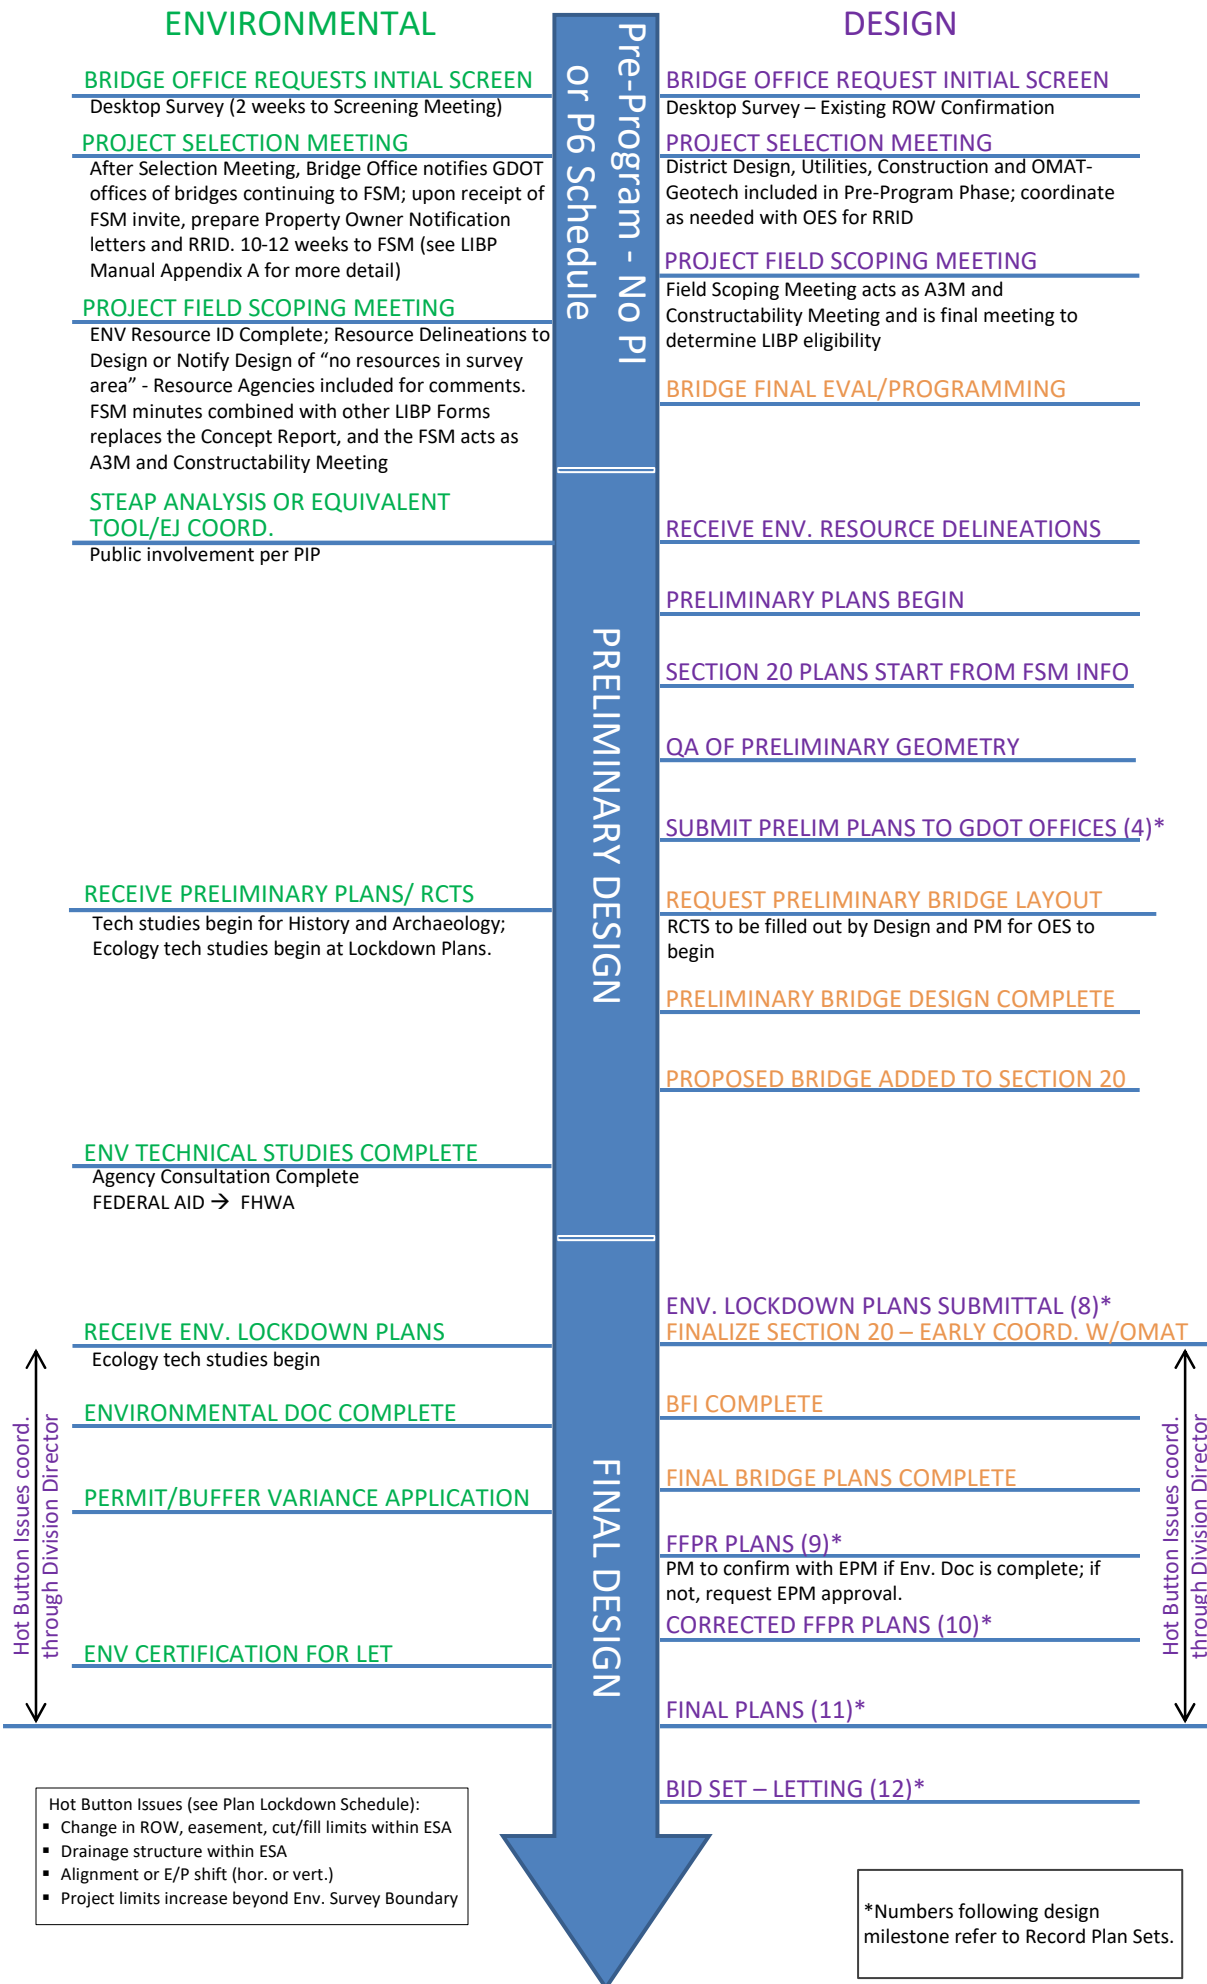 ENVIRONMENTAL
BRIDGE OFFICE REQUESTS INTIAL SCREEN
Desktop Survey (2 weeks to Screening Meeting)
PROJECT SELECTION MEETING
After Selection Meeting, Bridge Office notifies GDOT
offices of bridges continuing to FSM; upon receipt of
FSM invite, prepare Property Owner Notification
letters and RRID. 10-12 weeks to FSM (see LIBP
Manual Appendix A for more detail)
PROJECT FIELD SCOPING MEETING
ENV Resource ID Complete; Resource Delineations to
Design or Notify Design of “no resources in survey
area” - Resource Agencies included for comments.
FSM minutes combined with other LIBP Forms
replaces the Concept Report, and the FSM acts as
A3M and Constructability Meeting
STEAP ANALYSIS OR EQUIVALENT
TOOL/EJ COORD.
Public involvement per PIP
RECEIVE PRELIMINARY PLANS/ RCTS
Tech studies begin for History and Archaeology;
Ecology tech studies begin at Lockdown Plans.
ENV TECHNICAL STUDIES COMPLETE
Agency Consultation Complete
FEDERAL AID → FHWA
RECEIVE ENV. LOCKDOWN PLANS
Ecology tech studies begin
ENVIRONMENTAL DOC COMPLETE
PERMIT/BUFFER VARIANCE APPLICATION
ENV CERTIFICATION FOR LET
Hot Button Issues coord.
through Division Director
Pre-Program - No PI
or P6 Schedule
PRELIMINARY DESIGN
FINAL DESIGN
DESIGN
BRIDGE OFFICE REQUEST INITIAL SCREEN
Desktop Survey – Existing ROW Confirmation
PROJECT SELECTION MEETING
District Design, Utilities, Construction and OMAT-
Geotech included in Pre-Program Phase; coordinate
as needed with OES for RRID
PROJECT FIELD SCOPING MEETING
Field Scoping Meeting acts as A3M and
Constructability Meeting and is final meeting to
determine LIBP eligibility
BRIDGE FINAL EVAL/PROGRAMMING
RECEIVE ENV. RESOURCE DELINEATIONS
PRELIMINARY PLANS BEGIN
SECTION 20 PLANS START FROM FSM INFO
QA OF PRELIMINARY GEOMETRY
SUBMIT PRELIM PLANS TO GDOT OFFICES (4)*
REQUEST PRELIMINARY BRIDGE LAYOUT
RCTS to be filled out by Design and PM for OES to
begin
PRELIMINARY BRIDGE DESIGN COMPLETE
PROPOSED BRIDGE ADDED TO SECTION 20
ENV. LOCKDOWN PLANS SUBMITTAL (8)*
FINALIZE SECTION 20 – EARLY COORD. W/OMAT
BFI COMPLETE
FINAL BRIDGE PLANS COMPLETE
FFPR PLANS (9)*
PM to confirm with EPM if Env. Doc is complete; if
not, request EPM approval.
CORRECTED FFPR PLANS (10)*
FINAL PLANS (11)*
BID SET – LETTING (12)*
Hot Button Issues coord.
through Division Director
Hot Button Issues (see Plan Lockdown Schedule):
▪ Change in ROW, easement, cut/fill limits within ESA
▪ Drainage structure within ESA
▪ Alignment or E/P shift (hor. or vert.)
▪ Project limits increase beyond Env. Survey Boundary
*Numbers following design
milestone refer to Record Plan Sets.